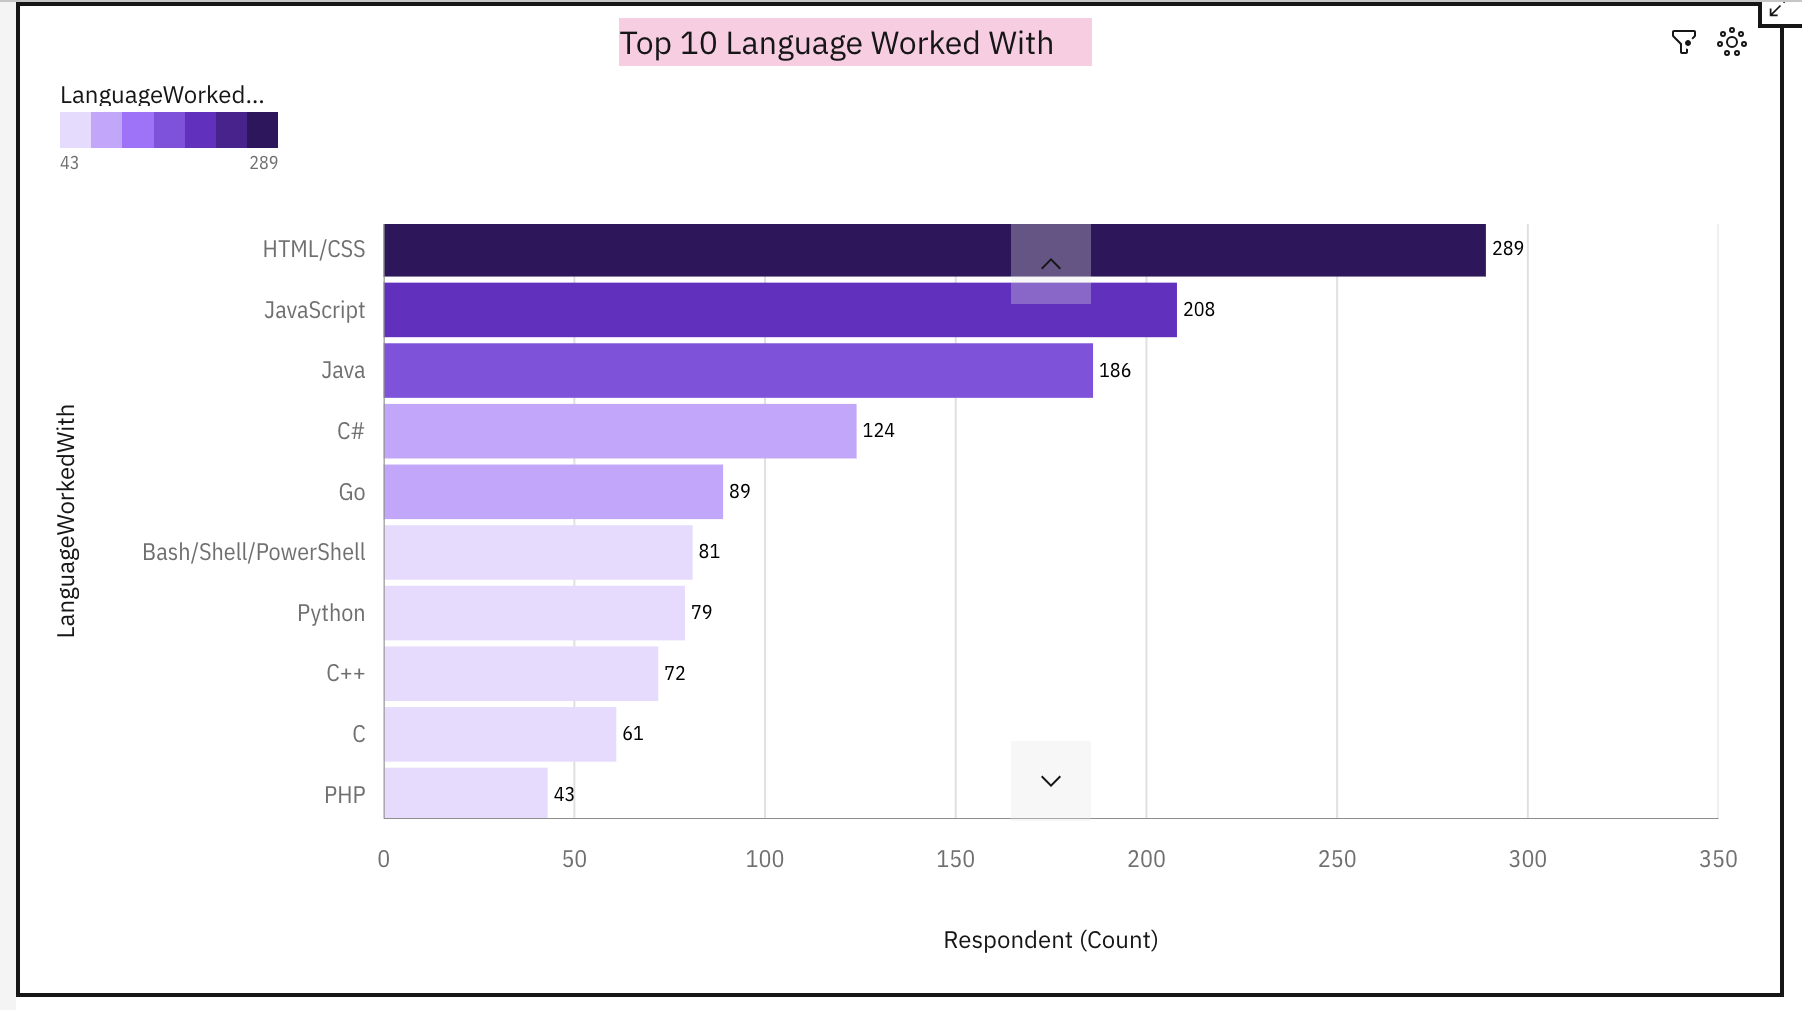 Top 10 Language Worked With
LanguageWorked...
43 289
HTML/CSS 289
JavaScript 208
Java 186
C# 124
Go 89
Bash/Shell/PowerShell 81
Python 79
C++ 72
C 61
PHP 43
LanguageWorkedWith
0 50 100 150 200 250 300 350
Respondent (Count)